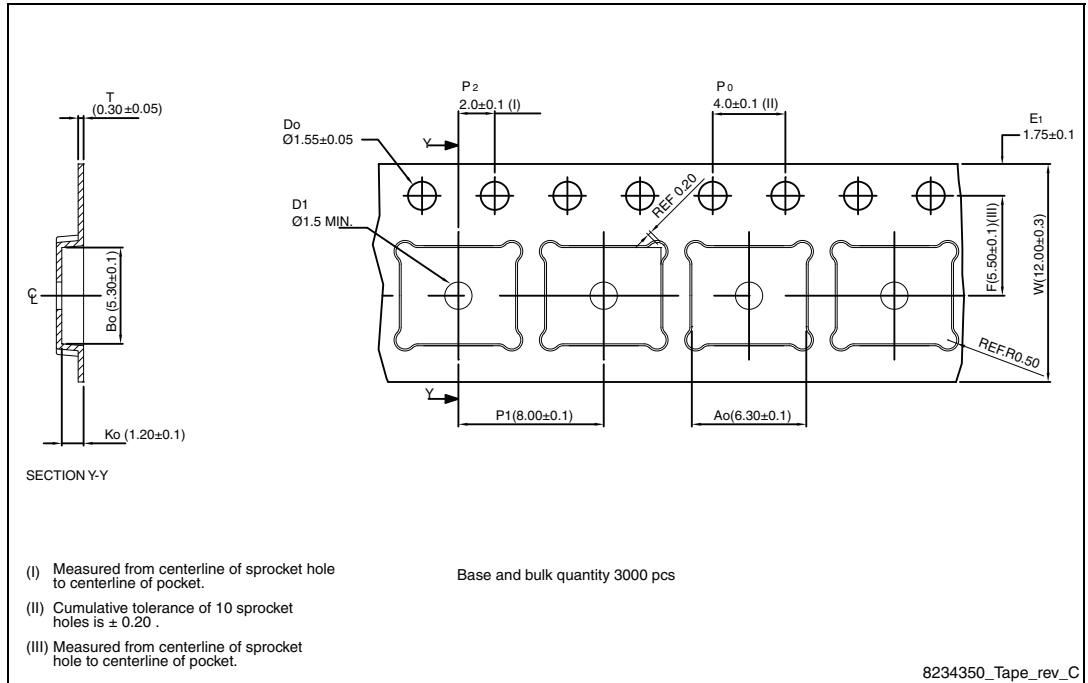 T
(0.30±0.05)
P2
2.0±0.1 (I)
P0
4.0±0.1 (II)
E1
1.75±0.1
Do
Ø1.55±0.05
Y
D1
Ø1.5 MIN.
REF 0.20
F(5.50±0.1)(III)
W(12.00±0.3)
CL
Bo (5.30±0.1)
REF.R0.50
Y
P1(8.00±0.1)
Ao(6.30±0.1)
Ko (1.20±0.1)
SECTION Y-Y
(I) Measured from centerline of sprocket hole
to centerline of pocket.
Base and bulk quantity 3000 pcs
(II) Cumulative tolerance of 10 sprocket
holes is ± 0.20 .
(III) Measured from centerline of sprocket
hole to centerline of pocket.
8234350_Tape_rev_C